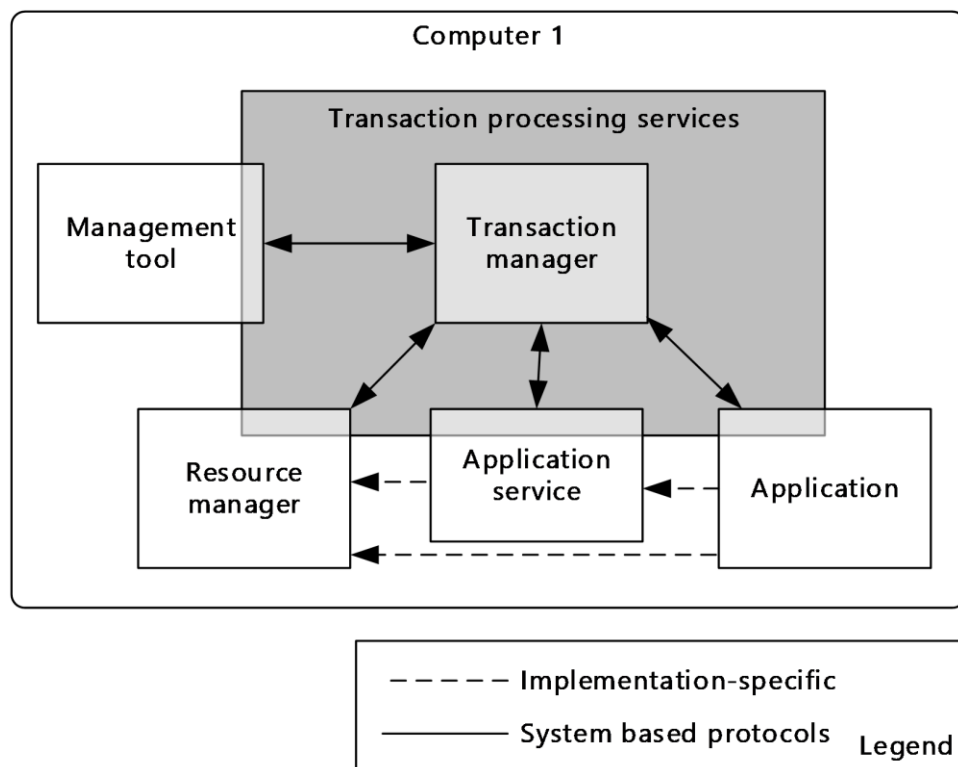 Computer 1
Transaction processing services
Management
tool
Transaction
manager
Resource
manager
Application
service
Application
Implementation-specific
System based protocols
Legend